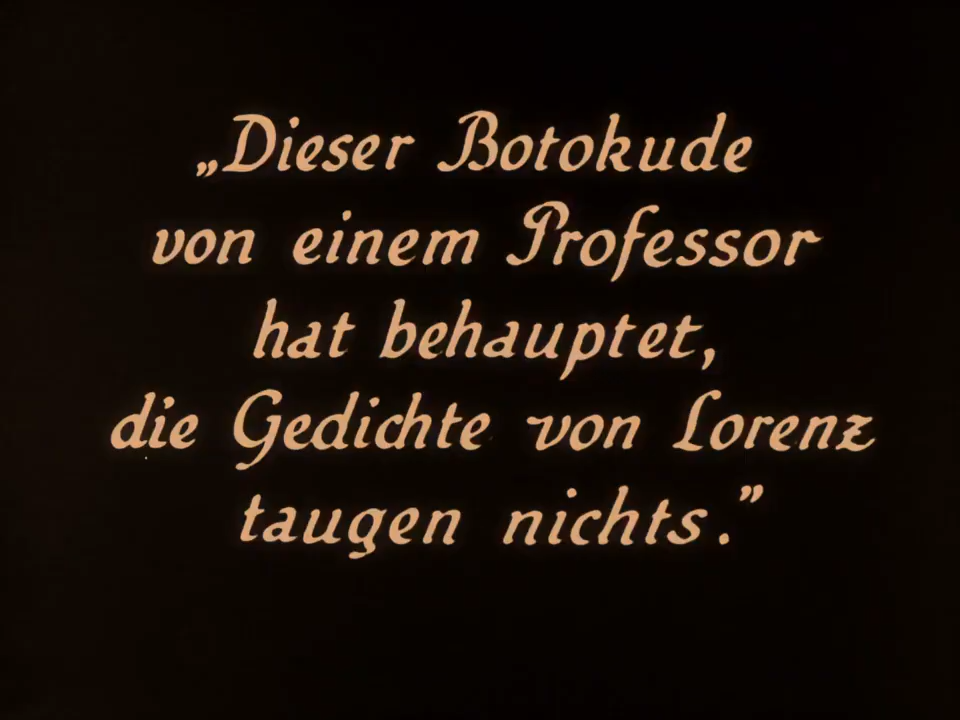 „Dieser Botokude
von einem Professor
hat behauptet,
die Gedichte von Lorenz
taugen nichts.”